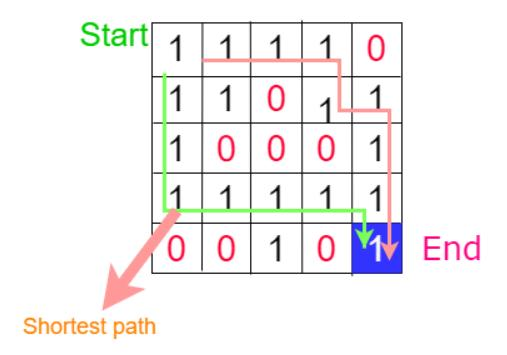 Start 1 1 1 1 0
1 1 0 1 1
1 0 0 0 1
1 1 1 1 1
0 0 1 0 1 End
Shortest path